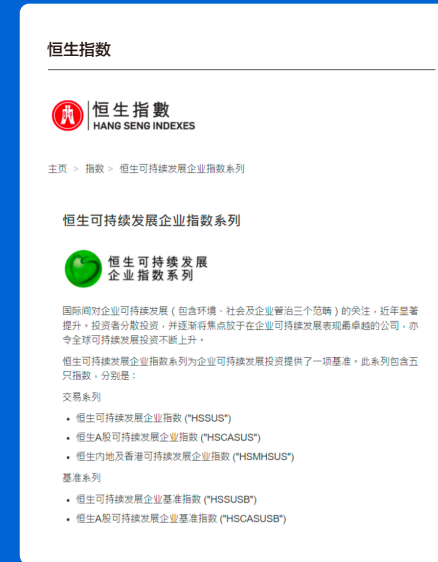 恒生指数
恒生指數
HANG SENG INDEXES
主页 > 指数 > 恒生可持续发展企业指数系列
恒生可持续发展企业指数系列
恒生可持续发展
企业指数系列
国际间对企业可持续发展(包含环境、社会及企业管治三个范畴)的关注,近年显著
提升。投资者分散投资,并逐渐将焦点放于在企业可持续发展表现最卓越的公司,亦
令全球可持续发展投资不断上升。
恒生可持续发展企业指数系列为企业可持续发展投资提供了一项基准。此系列包含五
只指数,分别是:
交易系列
• 恒生可持续发展企业指数 ("HSSUS")
• 恒生A股可持续发展企业指数 ("HSCASUS")
• 恒生内地及香港可持续发展企业指数 ("HSMHSUS")
基准系列
• 恒生可持续发展企业基准指数 ("HSSUSB")
• 恒生A股可持续发展企业基准指数 ("HSCASUSB")